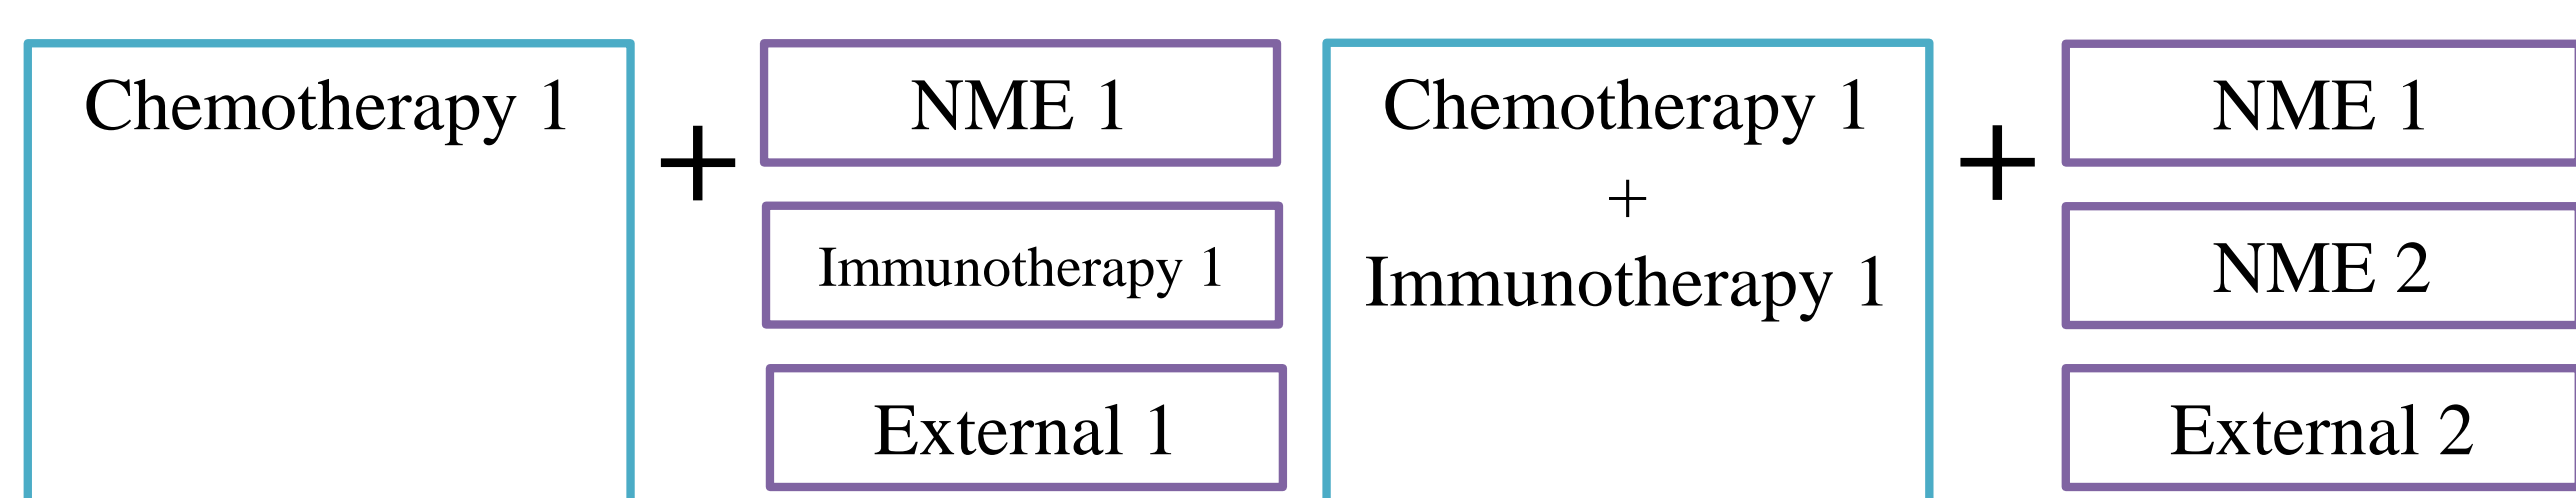 Chemotherapy 1
+
NME 1
Immunotherapy 1
External 1
Chemotherapy 1
+
Immunotherapy 1
+
NME 1
NME 2
External 2